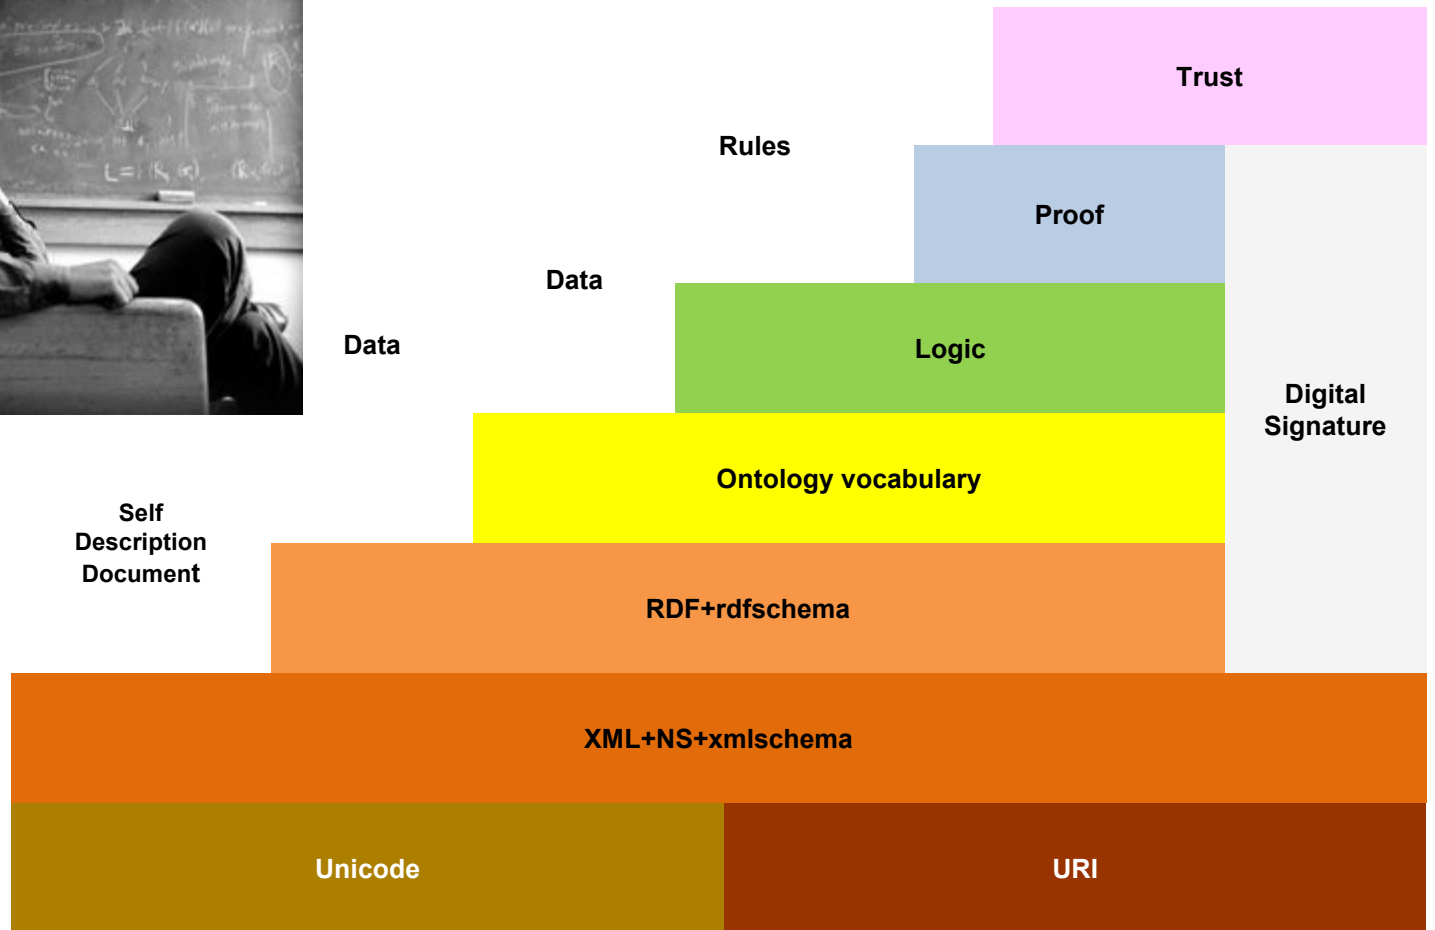 Trust
Rules
Proof
Data
Data
Logic
Digital
Signature
Ontology vocabulary
Self
Description
Document
RDF+rdfschema
XML+NS+xmlschema
Unicode
URI